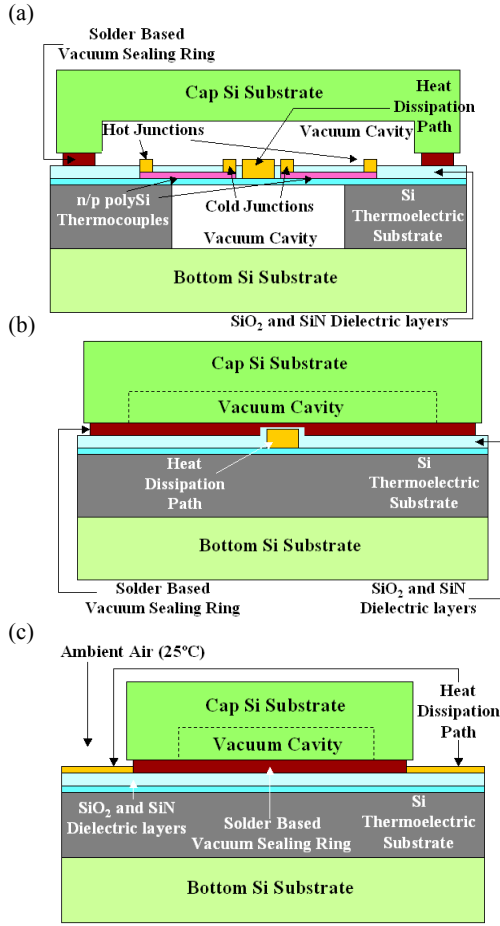 (a)
Solder Based
Vacuum Sealing Ring
Heat
Dissipation
Path
Cap Si Substrate
Hot Junctions
Vacuum Cavity
n/p polySi
Thermocouples
Cold Junctions
Si
Thermoelectric
Substrate
Vacuum Cavity
Bottom Si Substrate
SiO₂ and SiN Dielectric layers
(b)
Cap Si Substrate
Vacuum Cavity
Heat
Dissipation
Path
Si
Thermoelectric
Substrate
Bottom Si Substrate
Solder Based
Vacuum Sealing Ring
SiO₂ and SiN
Dielectric layers
(c)
Ambient Air (25°C)
Cap Si Substrate
Heat
Dissipation
Path
Vacuum Cavity
SiO₂ and SiN
Dielectric layers
Solder Based
Vacuum Sealing Ring
Si
Thermoelectric
Substrate
Bottom Si Substrate